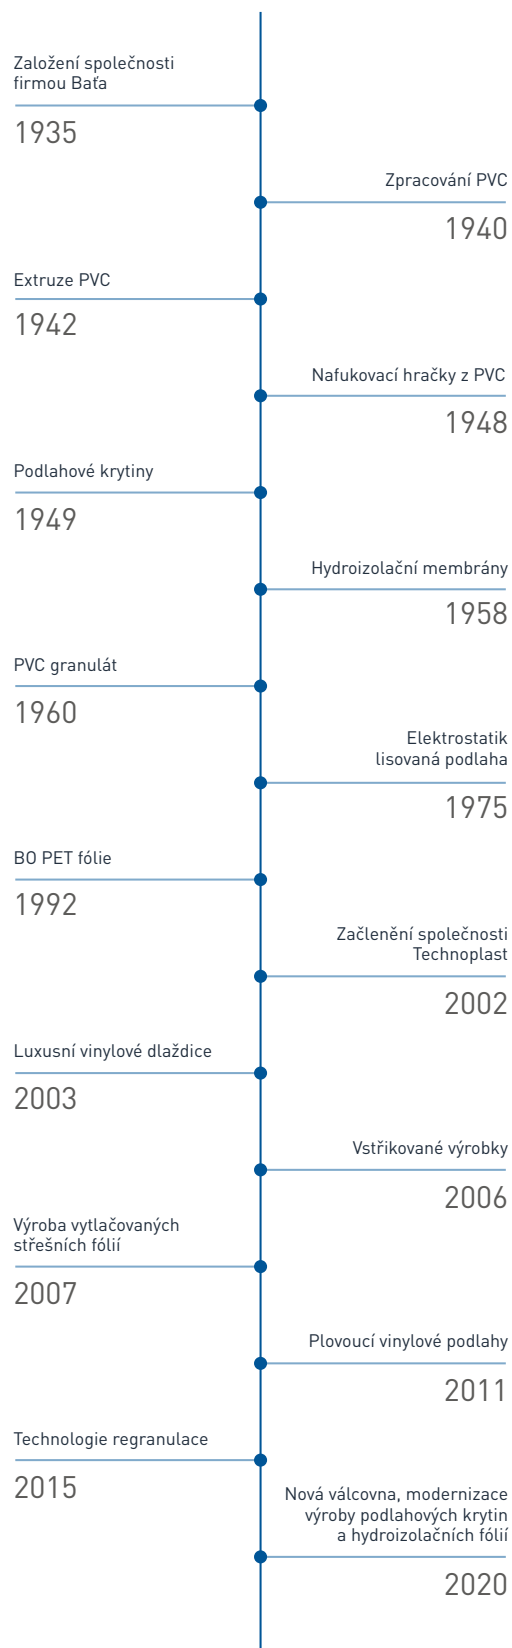 Založení společnosti
firmou Baťa
1935
Zpracování PVC
1940
Extruze PVC
1942
Nafukovací hračky z PVC
1948
Podlahové krytiny
1949
Hydroizolační membrány
1958
PVC granulát
1960
Elektrostatik
lisovaná podlaha
1975
BO PET fólie
1992
Začlenění společnosti
Technoplast
2002
Luxusní vinylové dlaždice
2003
Vstřikované výrobky
2006
Výroba vytlačovaných
střešních fólií
2007
Plovoucí vinylové podlahy
2011
Technologie regranulace
2015
Nová válcovna, modernizace
výroby podlahových krytin
a hydroizolačních fólií
2020